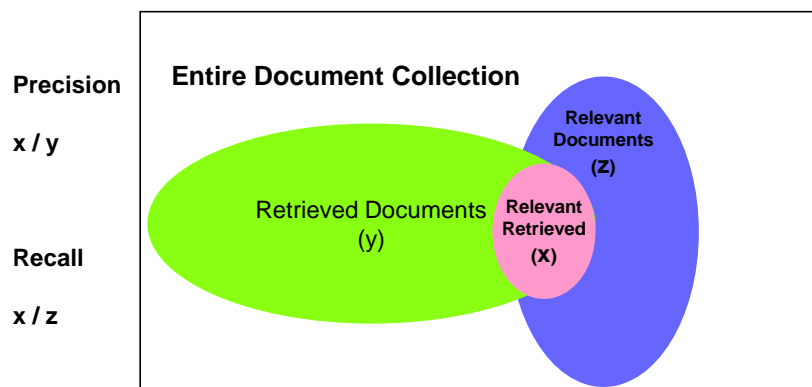 Precision
x / y
Recall
x / z
Entire Document Collection
Retrieved Documents
(y)
Relevant
Retrieved
(x)
Relevant
Documents
(z)